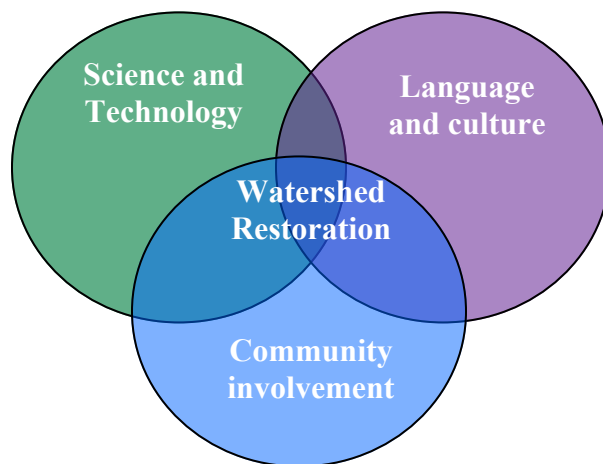 Science and
Technology
Language
and culture
Watershed
Restoration
Community
involvement